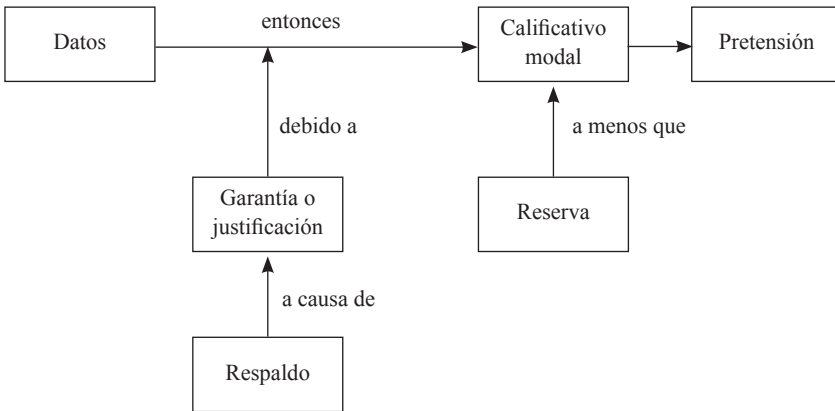 entonces
Datos
Calificativo
modal
Pretensión
debido a
a menos que
Garantía o
justificación
Reserva
a causa de
Respaldo